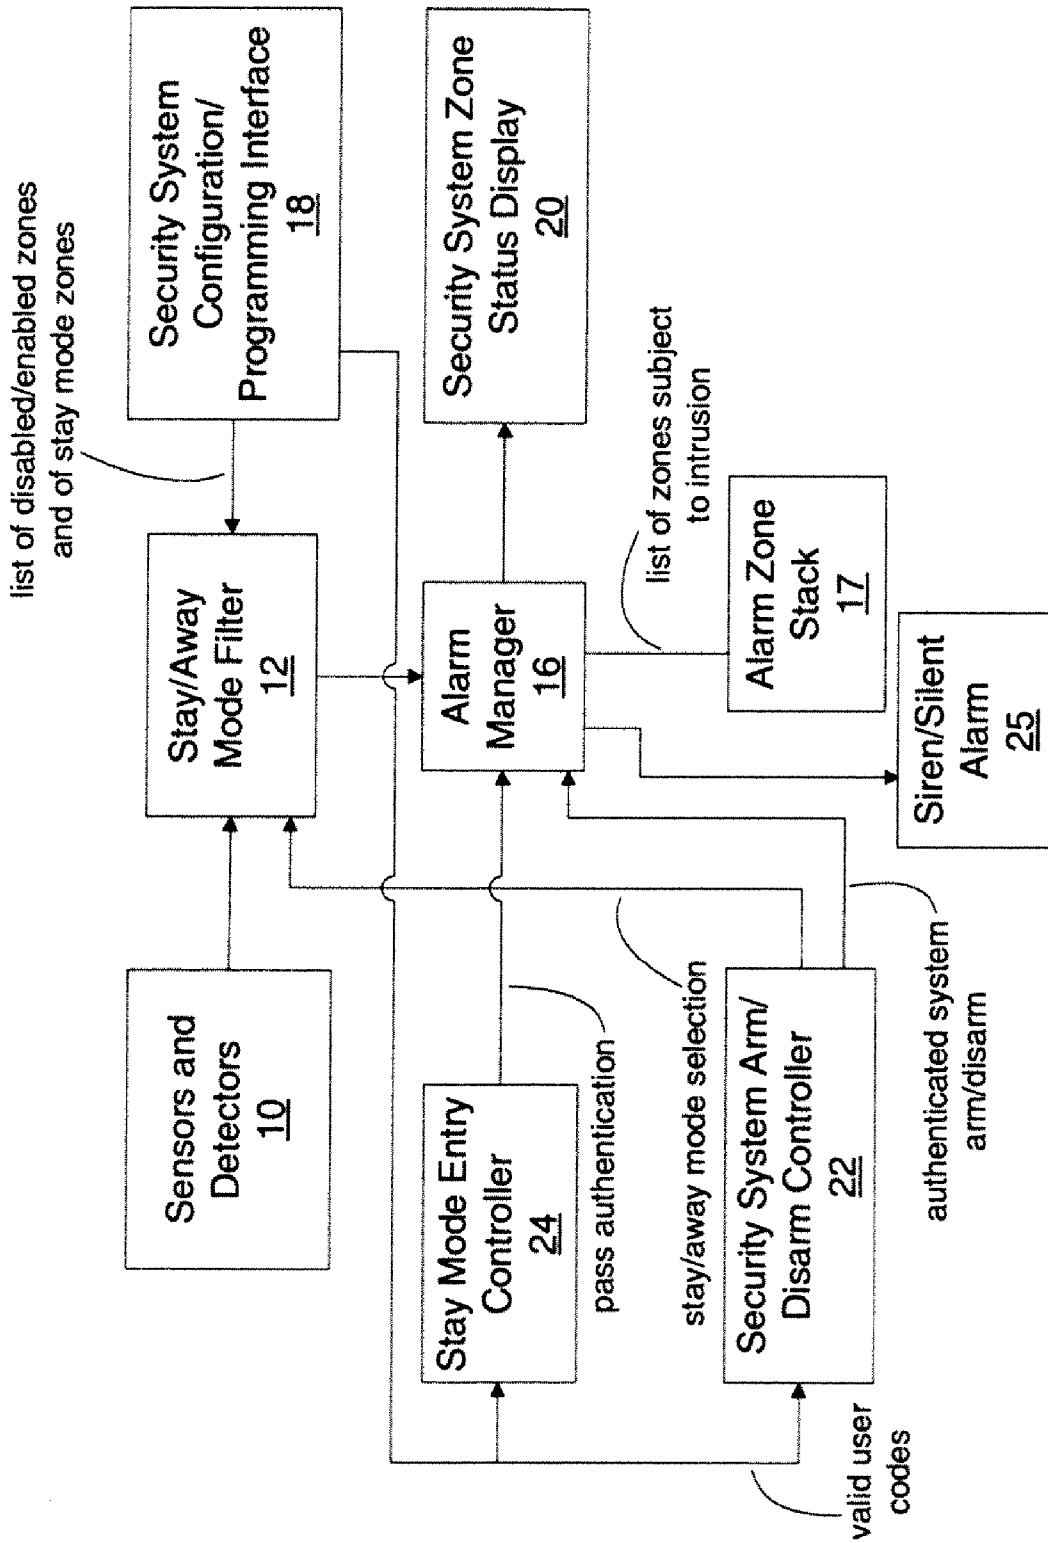 list of disabled/enabled zones
and of stay mode zones
Sensors and
Detectors
10
Stay/Away
Mode Filter
12
Security System
Configuration/
Programming Interface
18
Stay Mode Entry
Controller
24
pass authentication
Alarm
Manager
16
Security System Zone
Status Display
20
list of zones subject
to intrusion
stay/away mode selection
Security System Arm/
Disarm Controller
22
Alarm Zone
Stack
17
valid user
codes
authenticated system
arm/disarm
Siren/Silent
Alarm
25